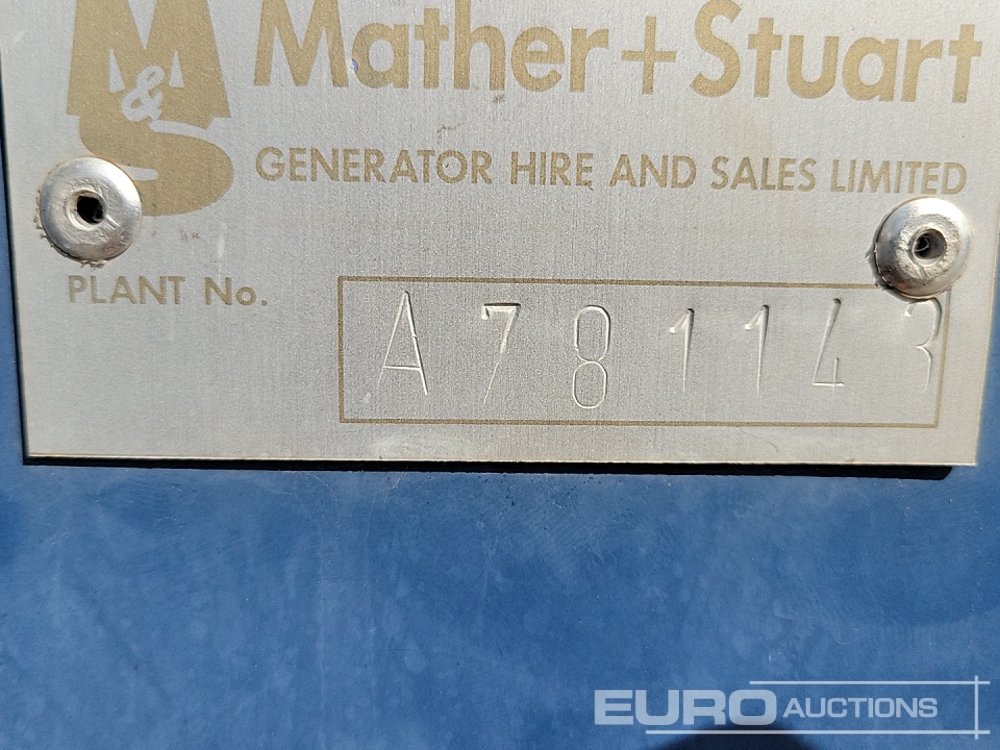 M&S
Mather+Stuart
GENERATOR HIRE AND SALES LIMITED
PLANT No. A781143
EURO AUCTIONS